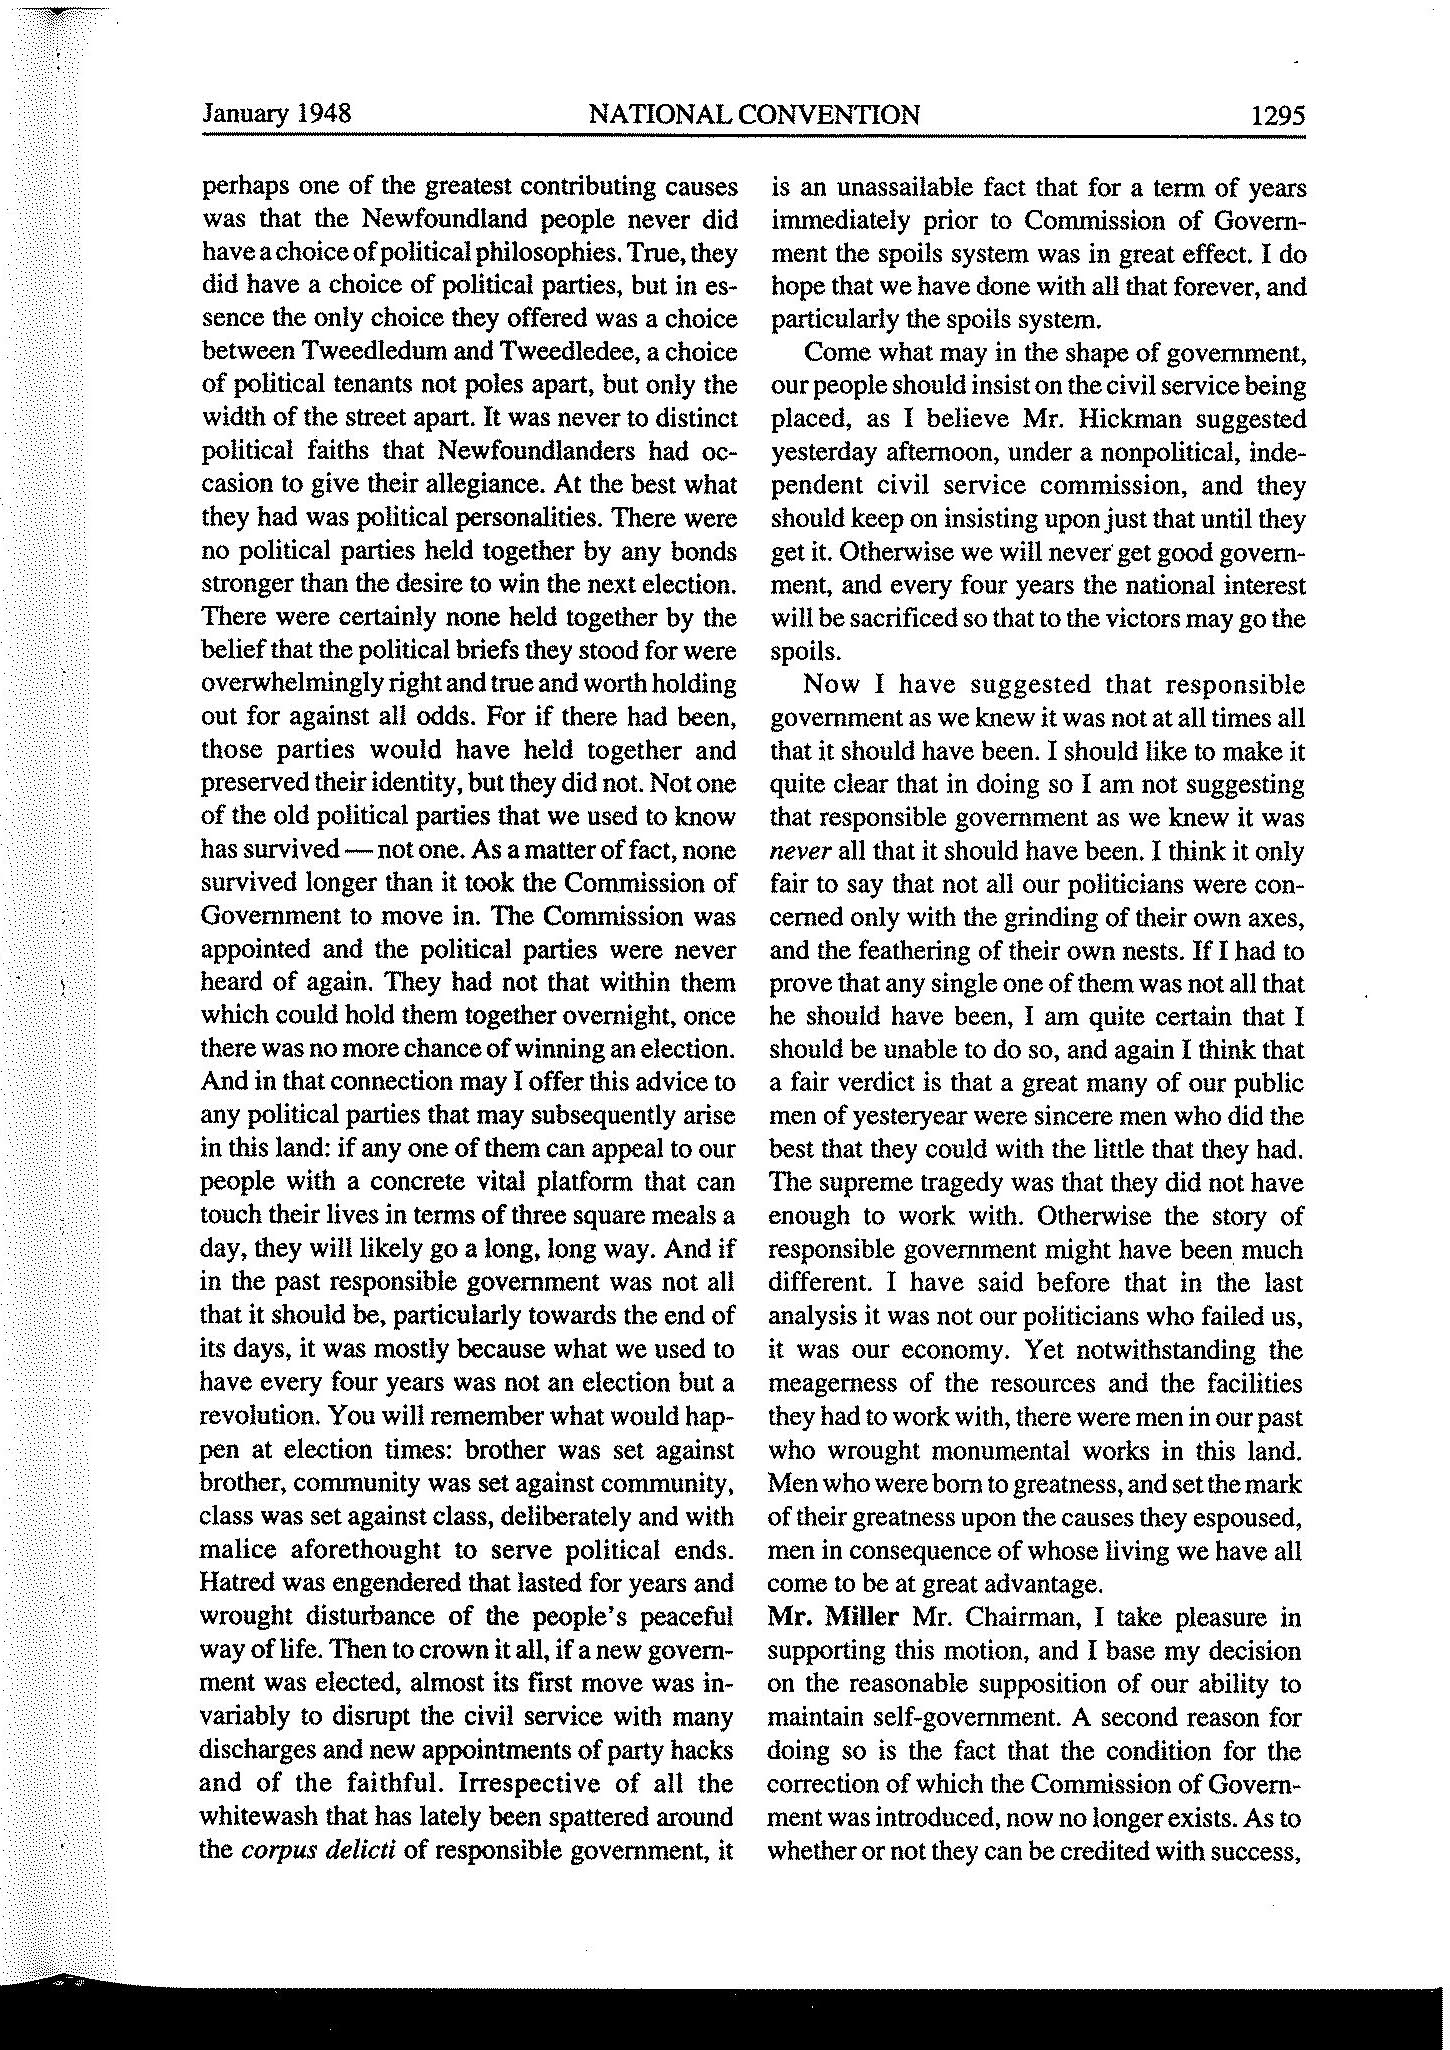 January 1948 NATIONAL CONVENTION 1295
perhaps one of the greatest contributing causes
was that the Newfoundland people never did
have a choice of political philosophies. True, they
did have a choice of political parties, but in es-
sence the only choice they offered was a choice
between Tweedledum and Tweedledee, a choice
of political tenants not poles apart, but only the
width of the street apart. It was never to distinct
political faiths that Newfoundlanders had oc-
casion to give their allegiance. At the best what
they had was political personalities. There were
no political parties held together by any bonds
stronger than the desire to win the next election.
There were certainly none held together by the
belief that the political briefs they stood for were
overwhelmingly right and true and worth holding
out for against all odds. For if there had been,
those parties would have held together and
preserved their identity, but they did not. Not one
of the old political parties that we used to know
has survived — not one. As a matter of fact, none
survived longer than it took the Commission of
Government to move in. The Commission was
appointed and the political parties were never
heard of again. They had not that within them
which could hold them together overnight, once
there was no more chance of winning an election.
And in that connection may I offer this advice to
any political parties that may subsequently arise
in this land: if any one of them can appeal to our
people with a concrete vital platform that can
touch their lives in terms of three square meals a
day, they will likely go a long, long way. And if
in the past responsible government was not all
that it should be, particularly towards the end of
its days, it was mostly because what we used to
have every four years was not an election but a
revolution. You will remember what would hap-
pen at election times: brother was set against
brother, community was set against community,
class was set against class, deliberately and with
malice aforethought to serve political ends.
Hatred was engendered that lasted for years and
wrought disturbance of the people's peaceful
way of life. Then to crown it all, if a new govern-
ment was elected, almost its first move was in-
variably to disrupt the civil service with many
discharges and new appointments of party hacks
and of the faithful. Irrespective of all the
whitewash that has lately been spattered around
the corpus delicti of responsible government, it
is an unassailable fact that for a term of years
immediately prior to Commission of Govern-
ment the spoils system was in great effect. I do
hope that we have done with all that forever, and
particularly the spoils system.
Come what may in the shape of government,
our people should insist on the civil service being
placed, as I believe Mr. Hickman suggested
yesterday afternoon, under a nonpolitical, inde-
pendent civil service commission, and they
should keep on insisting upon just that until they
get it. Otherwise we will never get good govern-
ment, and every four years the national interest
will be sacrificed so that to the victors may go the
spoils.
Now I have suggested that responsible
government as we knew it was not at all times all
that it should have been. I should like to make it
quite clear that in doing so I am not suggesting
that responsible government as we knew it was
never all that it should have been. I think it only
fair to say that not all our politicians were con-
cerned only with the grinding of their own axes,
and the feathering of their own nests. If I had to
prove that any single one of them was not all that
he should have been, I am quite certain that I
should be unable to do so, and again I think that
a fair verdict is that a great many of our public
men of yesteryear were sincere men who did the
best that they could with the little that they had.
The supreme tragedy was that they did not have
enough to work with. Otherwise the story of
responsible government might have been much
different. I have said before that in the last
analysis it was not our politicians who failed us,
it was our economy. Yet notwithstanding the
meagerness of the resources and the facilities
they had to work with, there were men in our past
who wrought monumental works in this land.
Men who were born to greatness, and set the mark
of their greatness upon the causes they espoused,
men in consequence of whose living we have all
come to be at great advantage.
Mr. Miller Mr. Chairman, I take pleasure in
supporting this motion, and I base my decision
on the reasonable supposition of our ability to
maintain self-government. A second reason for
doing so is the fact that the condition for the
correction of which the Commission of Govern-
ment was introduced, now no longer exists. As to
whether or not they can be credited with success,